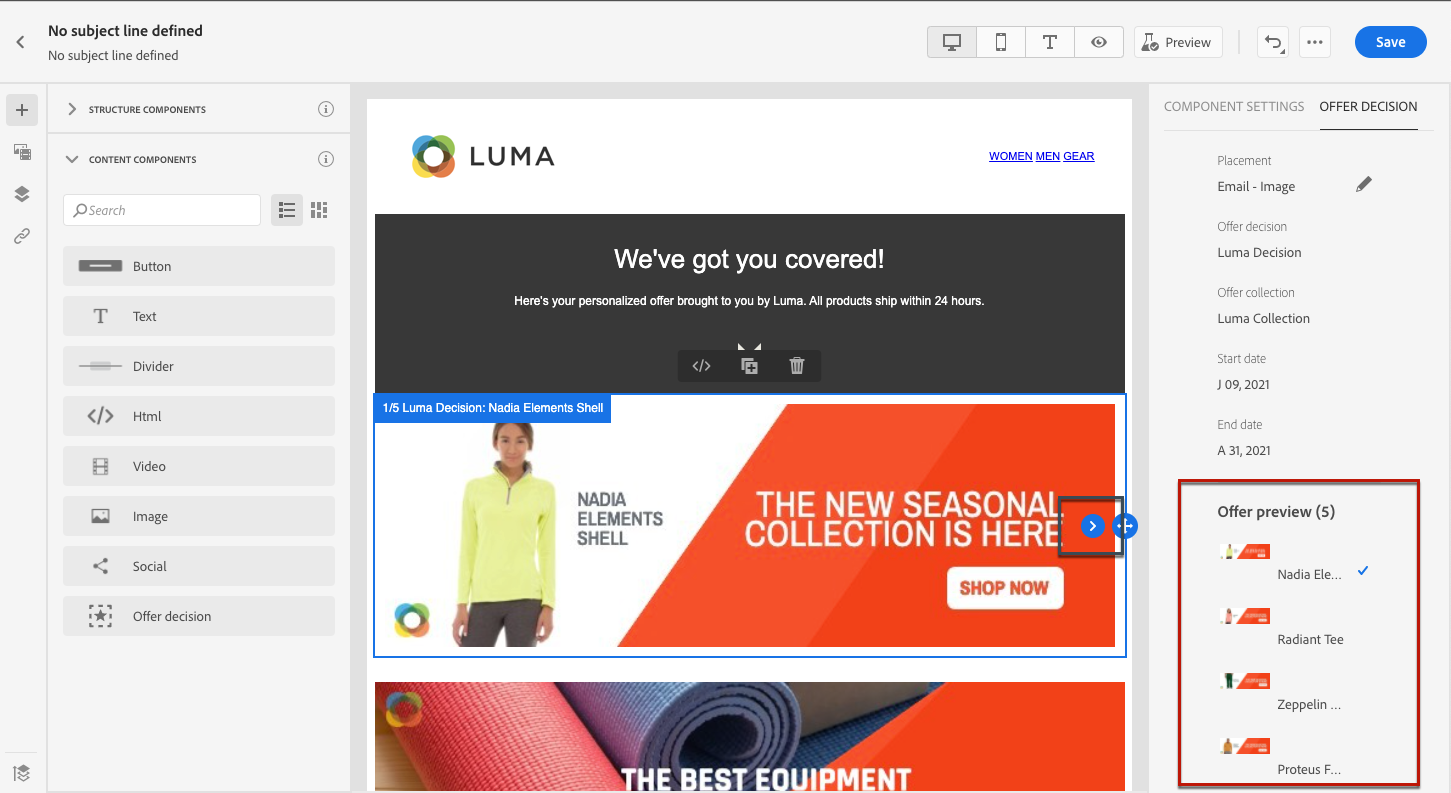 No subject line defined
No subject line defined
Preview
Save
STRUCTURE COMPONENTS
CONTENT COMPONENTS
Search
Button
Text
Divider
Html
Video
Image
Social
Offer decision
LUMA
WOMEN MEN GEAR
We've got you covered!
Here's your personalized offer brought to you by Luma. All products ship within 24 hours.
1/5 Luma Decision: Nadia Elements Shell
NADIA
ELEMENTS
SHELL
THE NEW SEASONAL
COLLECTION IS HERE
SHOP NOW
THE BEST EQUIPMENT
COMPONENT SETTINGS
OFFER DECISION
Placement
Email - Image
Offer decision
Luma Decision
Offer collection
Luma Collection
Start date
J 09, 2021
End date
A 31, 2021
Offer preview (5)
Nadia Ele...
Radiant Tee
Zeppelin ...
Proteus F...